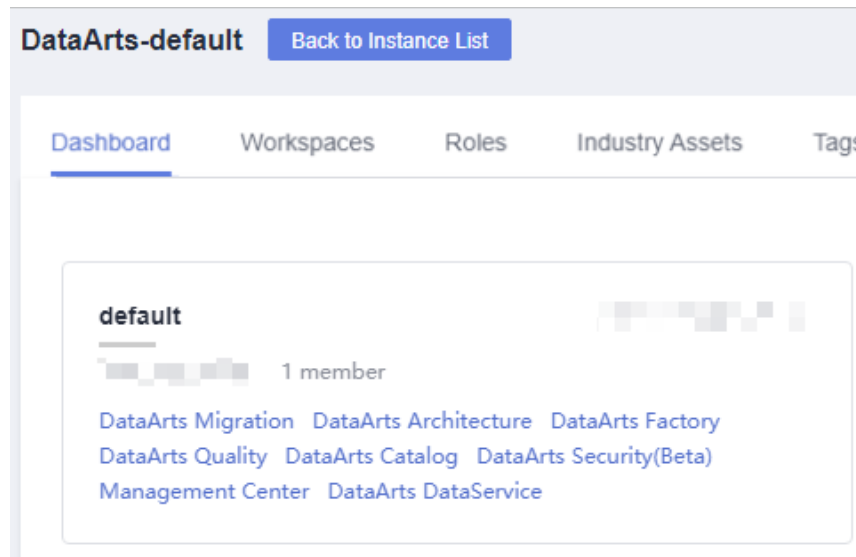 DataArts-default Back to Instance List
Dashboard Workspaces Roles Industry Assets
default
1 member
DataArts Migration DataArts Architecture DataArts Factory
DataArts Quality DataArts Catalog DataArts Security(Beta)
Management Center DataArts DataService